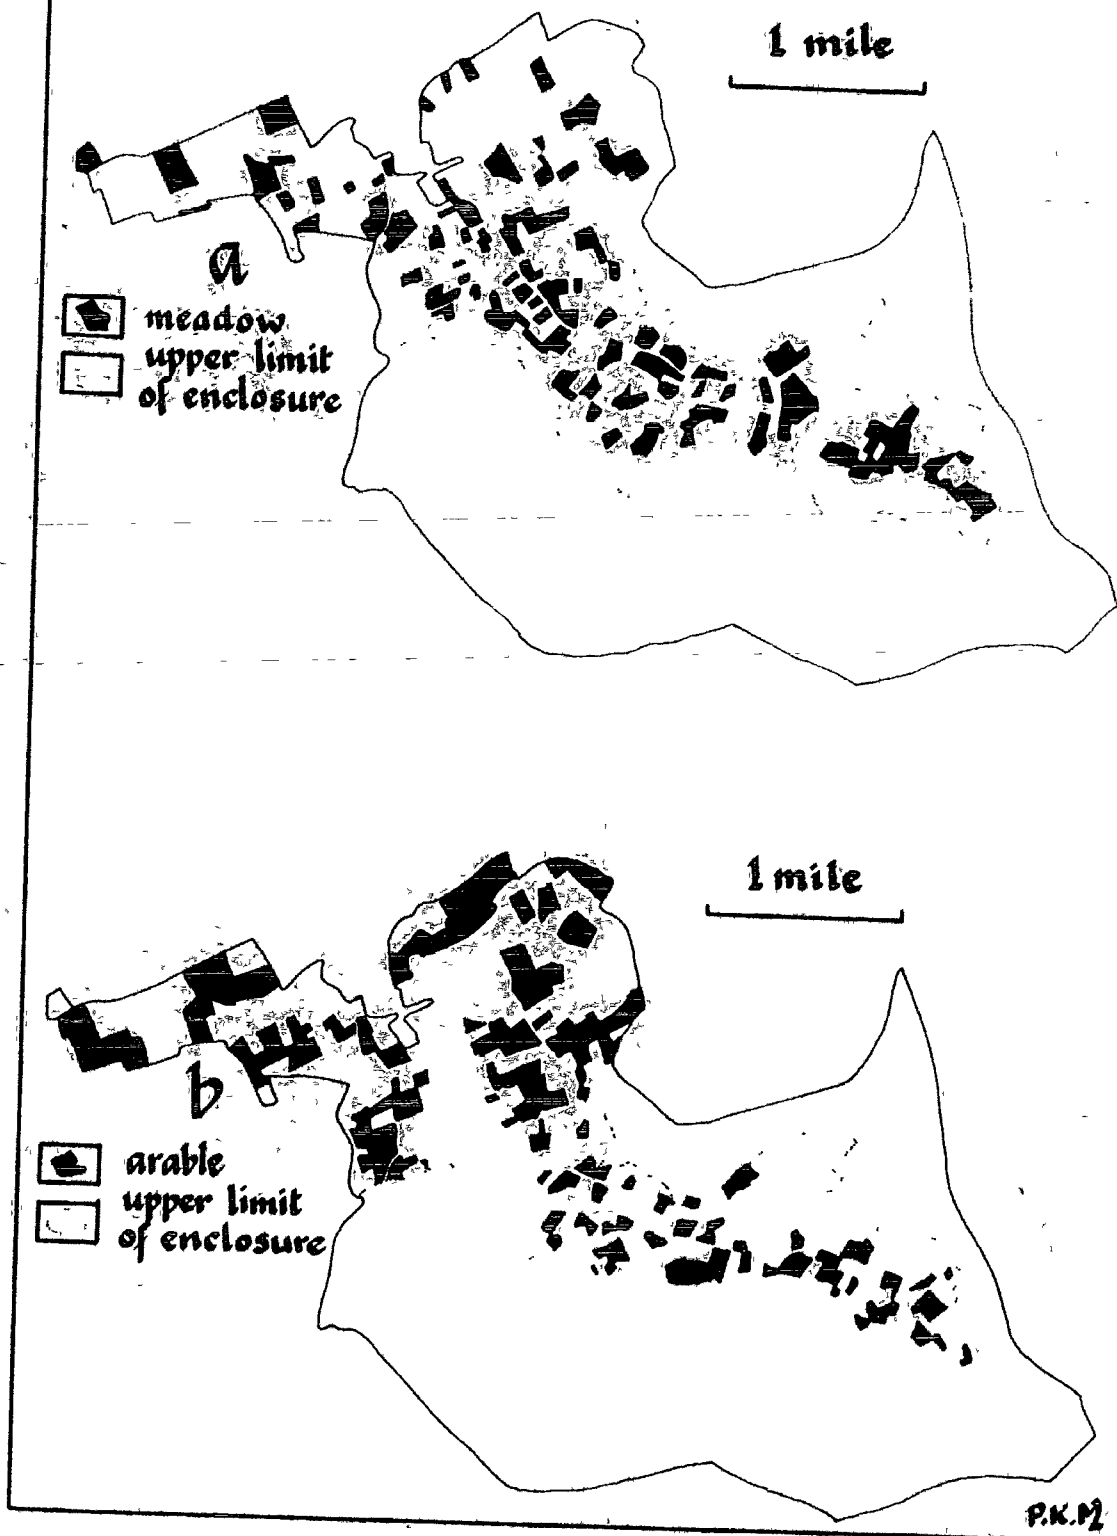 1 mile
a
meadow
upper limit
of enclosure
1 mile
b
arable
upper limit
of enclosure
P.K.M